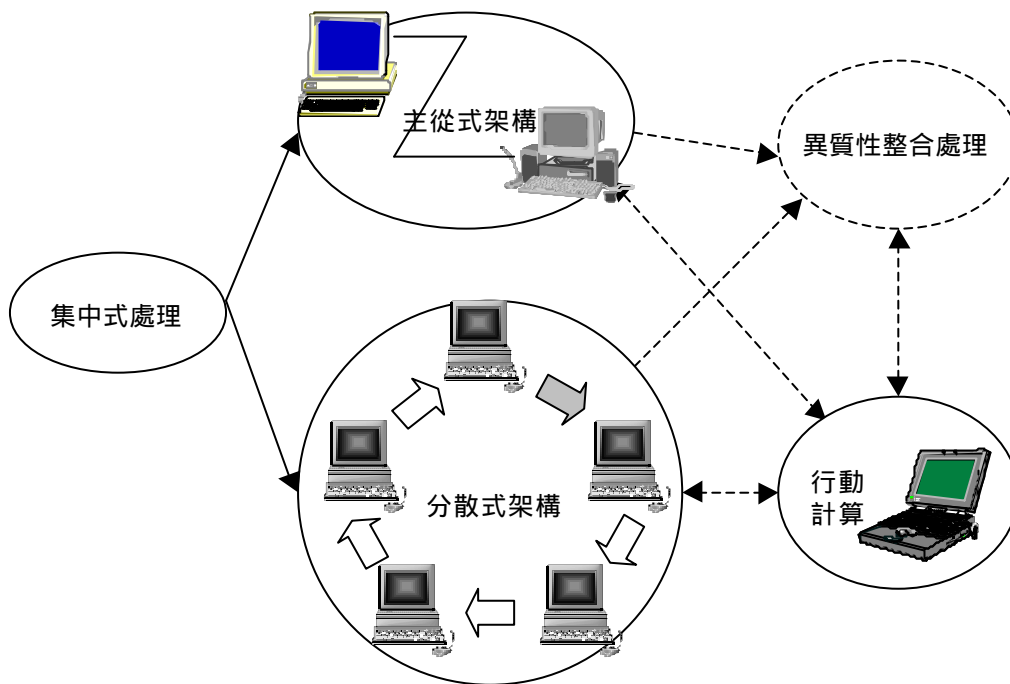 主從式架構
異質性整合處理
集中式處理
分散式架構
行動
計算